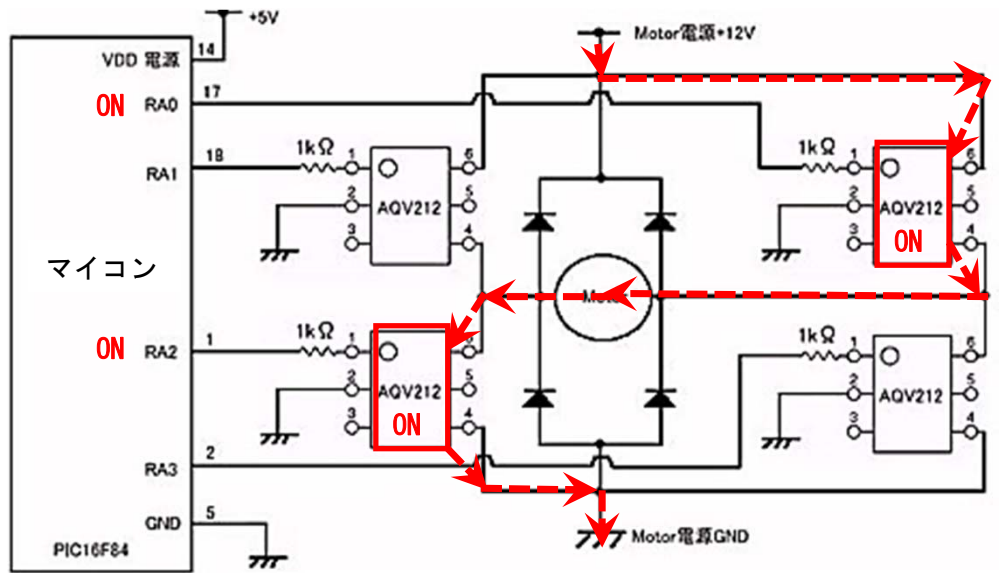 +5V
Motor電源+12V
VDD 電源
14
ON
RA0
17
RA1
18
1kΩ
1
2
3
6
5
4
AQV212
1kΩ
1
2
3
6
5
4
AQV212
ON
マイコン
Motor
ON
RA2
1
1kΩ
1
2
3
6
5
4
AQV212
ON
1kΩ
1
2
3
6
5
4
AQV212
RA3
2
GND
5
PIC16F84
Motor電源GND